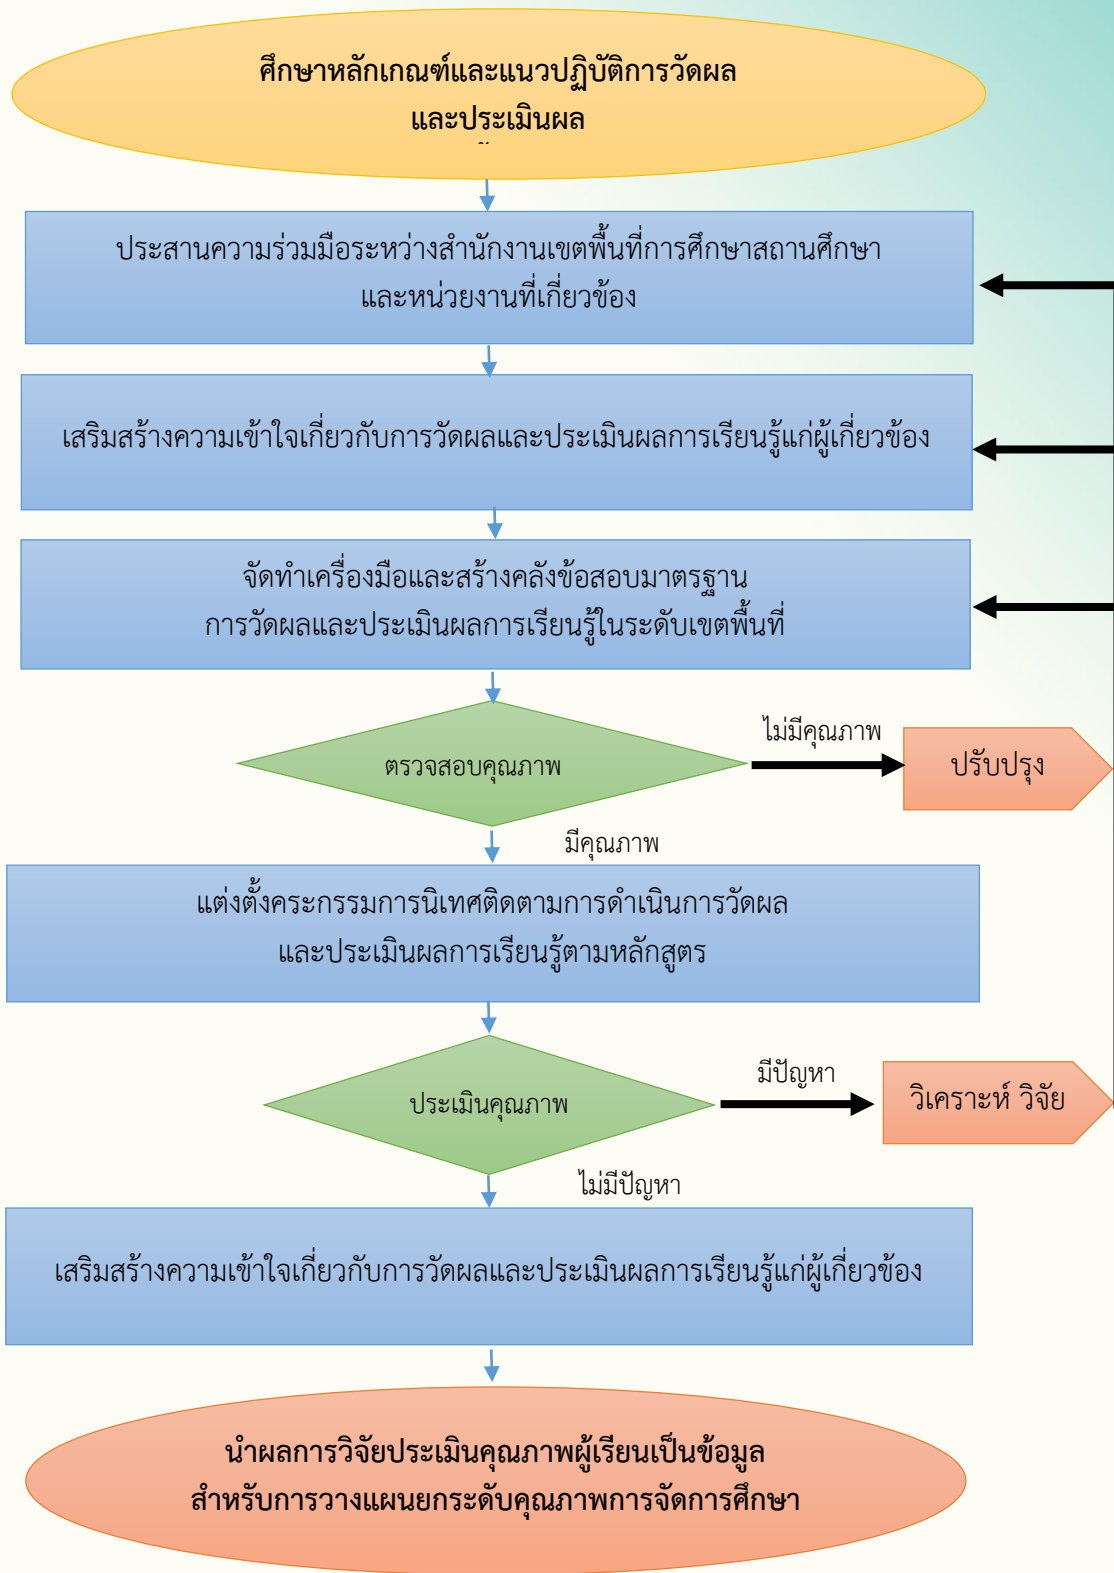 ศึกษาหลักเกณฑ์และแนวปฏิบัติการวัดผล
และประเมินผล
ประสานความร่วมมือระหว่างสำนักงานเขตพื้นที่การศึกษาสถานศึกษา
และหน่วยงานที่เกี่ยวข้อง
เสริมสร้างความเข้าใจเกี่ยวกับการวัดผลและประเมินผลการเรียนรู้แก่ผู้เกี่ยวข้อง
จัดทำเครื่องมือและสร้างคลังข้อสอบมาตรฐาน
การวัดผลและประเมินผลการเรียนรู้ในระดับเขตพื้นที่
ไม่มีคุณภาพ
ตรวจสอบคุณภาพ
ปรับปรุง
มีคุณภาพ
แต่งตั้งคระกรรมการนิเทศติดตามการดำเนินการวัดผล
และประเมินผลการเรียนรู้ตามหลักสูตร
มีปัญหา
ประเมินคุณภาพ
วิเคราะห์ วิจัย
ไม่มีปัญหา
เสริมสร้างความเข้าใจเกี่ยวกับการวัดผลและประเมินผลการเรียนรู้แก่ผู้เกี่ยวข้อง
นำผลการวิจัยประเมินคุณภาพผู้เรียนเป็นข้อมูล
สำหรับการวางแผนยกระดับคุณภาพการจัดการศึกษา